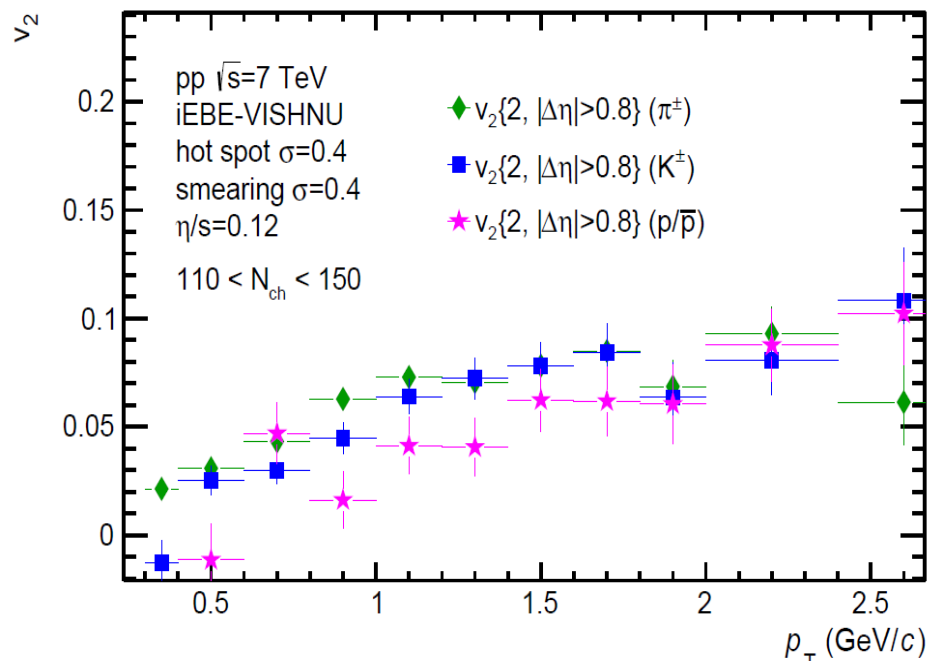 v₂
0.2
0.15
0.1
0.05
0
pp √s=7 TeV
iEBE-VISHNU
hot spot σ=0.4
smearing σ=0.4
η/s=0.12
110 < N_ch < 150
v₂{2, |Δη|>0.8} (π±)
v₂{2, |Δη|>0.8} (K±)
v₂{2, |Δη|>0.8} (p/p̅)
0.5 1 1.5 2 2.5
p_T (GeV/c)